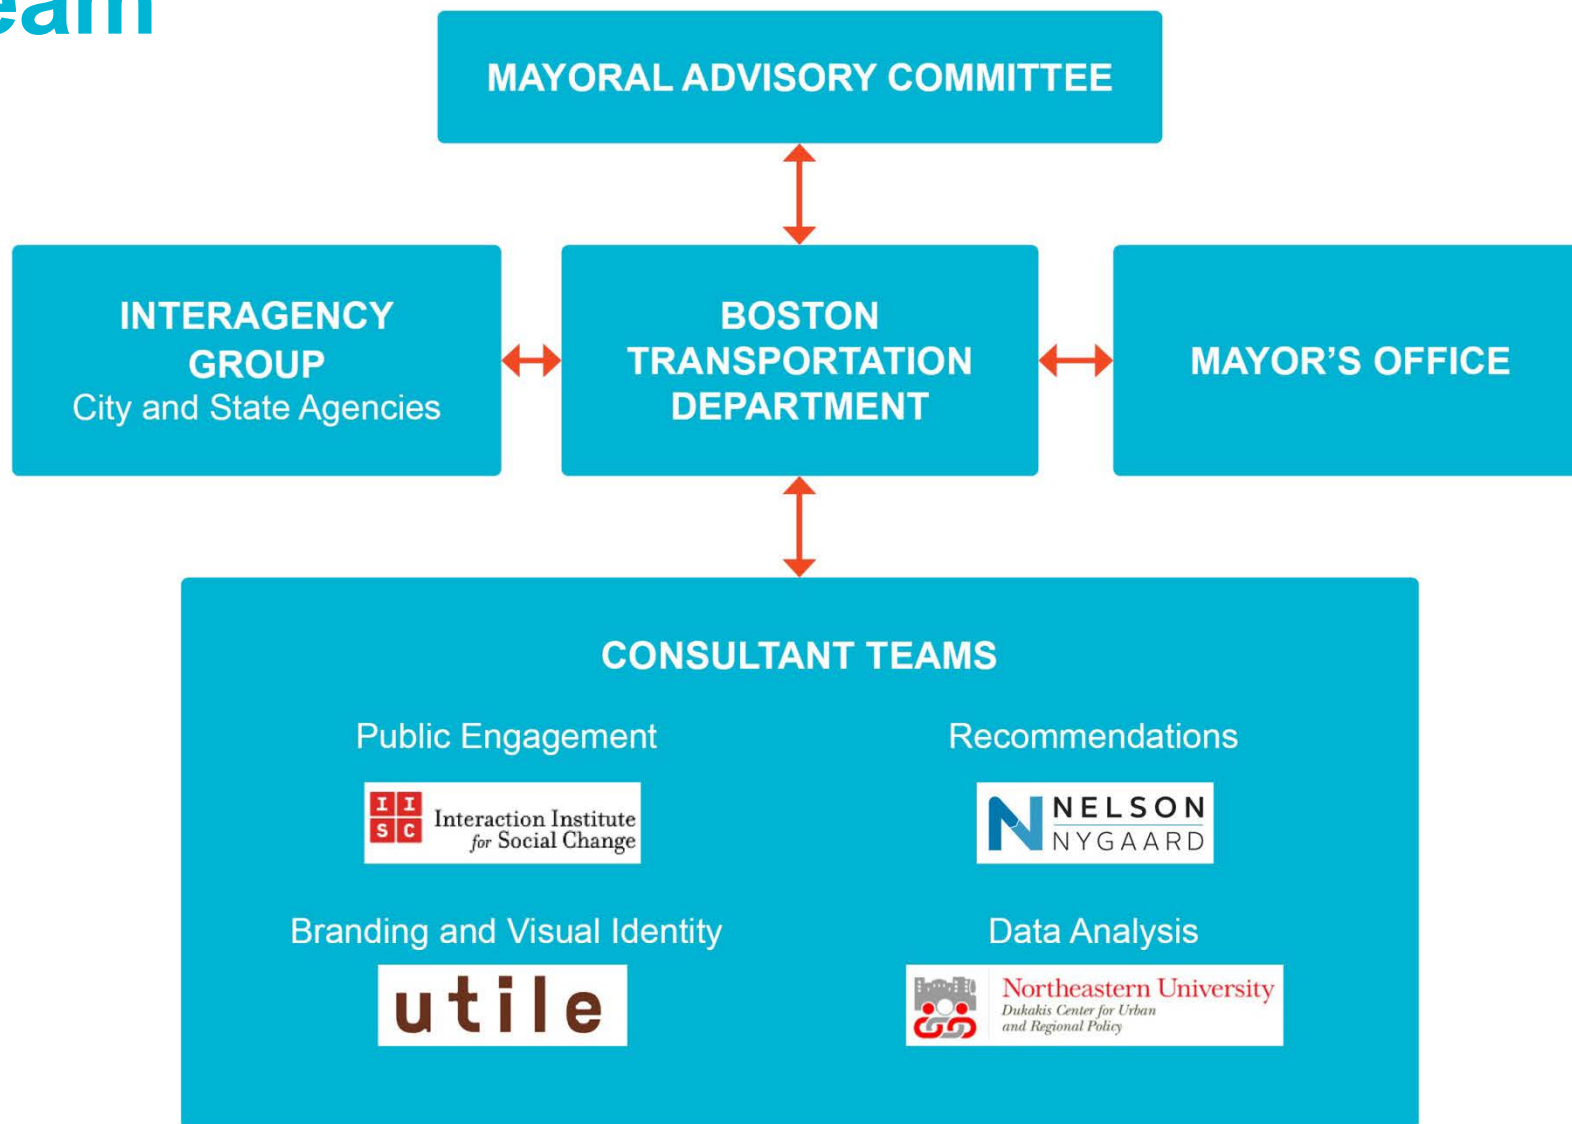 eam
MAYORAL ADVISORY COMMITTEE
INTERAGENCY
GROUP
City and State Agencies
BOSTON
TRANSPORTATION
DEPARTMENT
MAYOR’S OFFICE
CONSULTANT TEAMS
Public Engagement
I I
S C
Interaction Institute
for Social Change
Recommendations
N
NELSON
NYGAARD
Branding and Visual Identity
utile
Data Analysis
Northeastern University
Dukakis Center for Urban
and Regional Policy